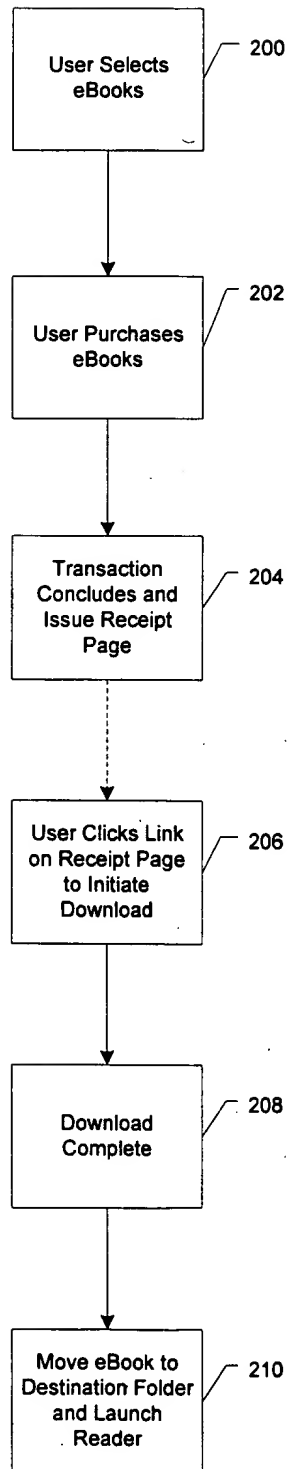 User Selects
eBooks
200
User Purchases
eBooks
202
Transaction
Concludes and
Issue Receipt
Page
204
User Clicks Link
on Receipt Page
to Initiate
Download
206
Download
Complete
208
Move eBook to
Destination Folder
and Launch
Reader
210